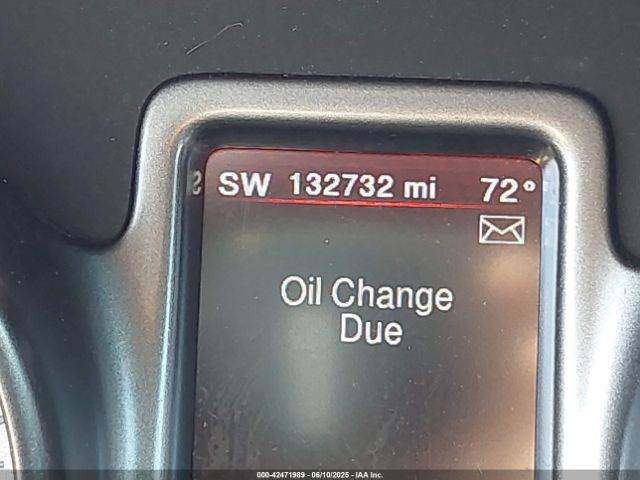 SW 132732 mi 72°
Oil Change
Due
000-42471989 - 06/10/2025 - IAA Inc.